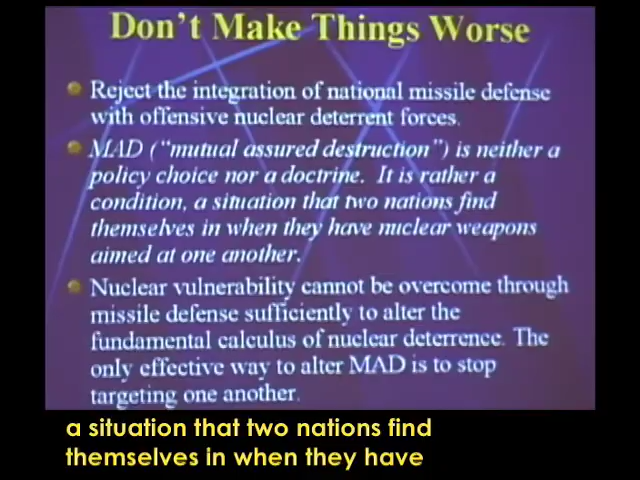 Don't Make Things Worse
Reject the integration of national missile defense
with offensive nuclear deterrent forces.
MAD ("mutual assured destruction") is neither a
policy choice nor a doctrine. It is rather a
condition, a situation that two nations find
themselves in when they have nuclear weapons
aimed at one another.
Nuclear vulnerability cannot be overcome through
missile defense sufficiently to alter the
fundamental calculus of nuclear deterrence. The
only effective way to alter MAD is to stop
targeting one another.
a situation that two nations find
themselves in when they have